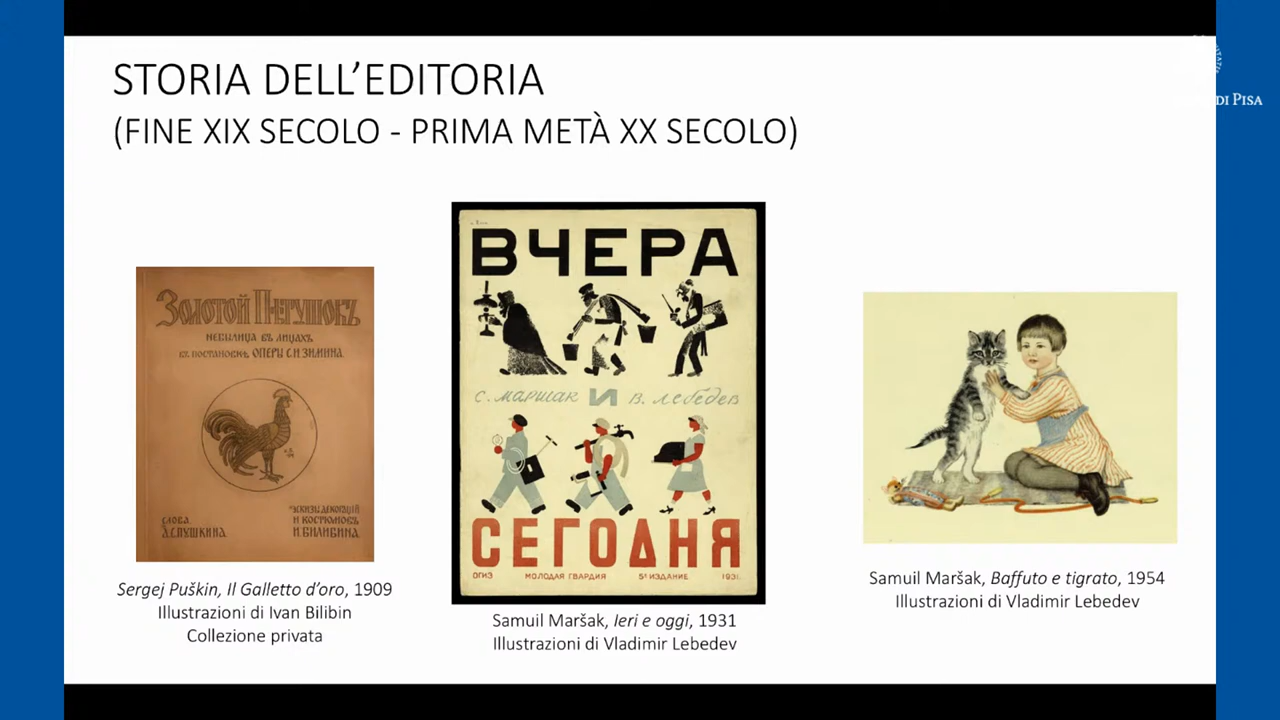 STORIA DELL’EDITORIA
(FINE XIX SECOLO - PRIMA METÀ XX SECOLO)
DI PISA
Золотой Пѣтушокъ
НЕБЫЛИЦА ВЪ ЛИЦАХЪ
ВЪ ПОСТАНОВКѢ ОПЕРЫ С.И ЗИМИНА
СЛОВА
А.С.ПУШКИНА
ЭСКИЗЫ ДЕКОРАЦІЙ
И КОСТЮМОВЪ
И.БИЛИБИНА
Sergej Puškin, Il Galletto d’oro, 1909
Illustrazioni di Ivan Bilibin
Collezione privata
ВЧЕРА
С. МАРШАК И В. ЛЕБЕДЕВ
СЕГОДНЯ
ОГИЗ МОЛОДАЯ ГВАРДИЯ 5Е ИЗДАНИЕ 1931
Samuil Maršak, Ieri e oggi, 1931
Illustrazioni di Vladimir Lebedev
Samuil Maršak, Baffuto e tigrato, 1954
Illustrazioni di Vladimir Lebedev